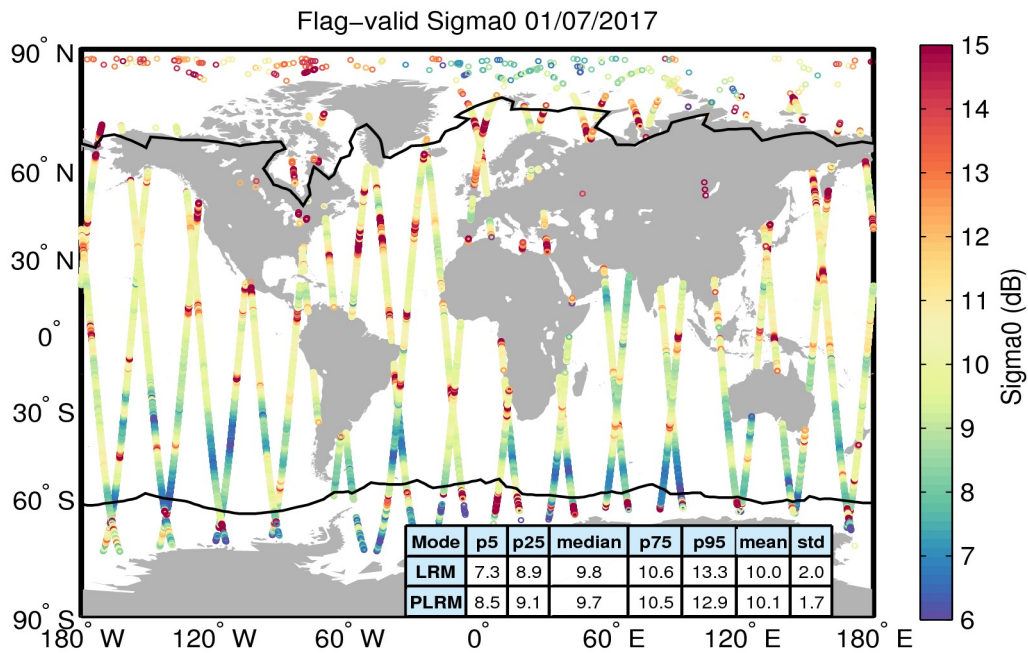 Flag−valid Sigma0 01/07/2017
90° N
60° N
30° N
0°
30° S
60° S
90° S
180° W
120° W
60° W
0°
60° E
120° E
180° E
Mode p5 p25 median p75 p95 mean std
LRM 7.3 8.9 9.8 10.6 13.3 10.0 2.0
PLRM 8.5 9.1 9.7 10.5 12.9 10.1 1.7
15
14
13
12
11
10
9
8
7
6
Sigma0 (dB)